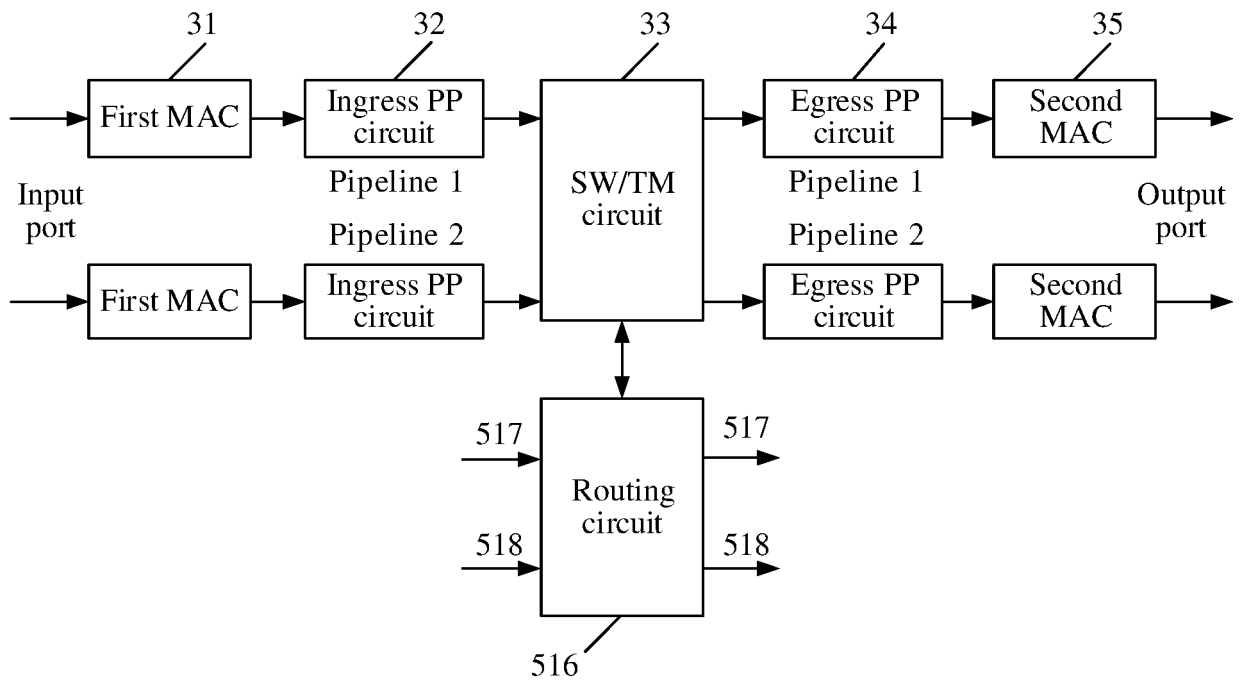 31
32
33
34
35
First MAC
Ingress PP
circuit
SW/TM
circuit
Egress PP
circuit
Second
MAC
Input
port
Pipeline 1
Pipeline 1
Output
port
Pipeline 2
Pipeline 2
First MAC
Ingress PP
circuit
Egress PP
circuit
Second
MAC
517
517
Routing
circuit
518
518
516